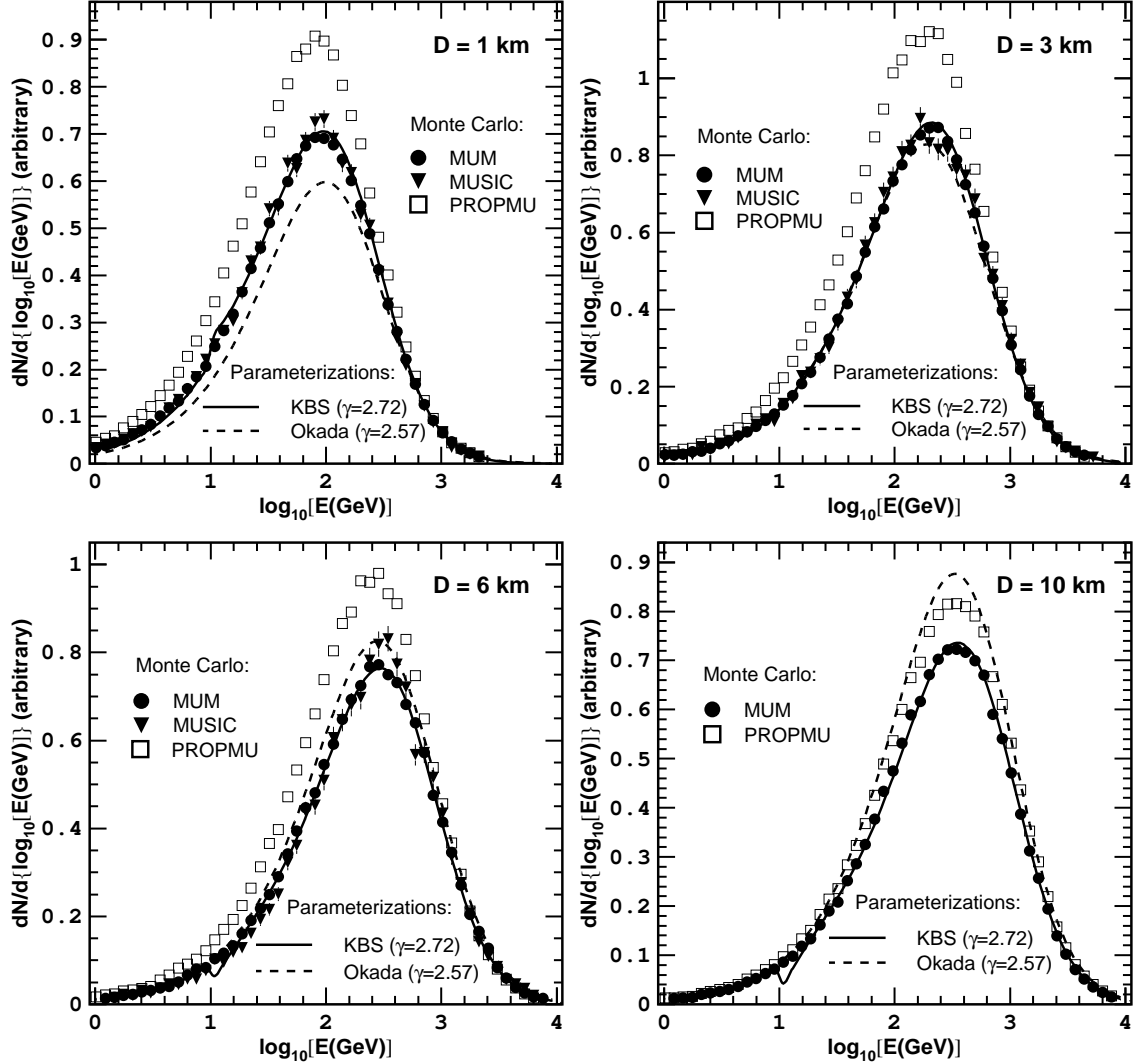 D = 1 km
dN/d{log10[E(GeV)]} (arbitrary)
0.9
0.8
0.7
0.6
0.5
0.4
0.3
0.2
0.1
0
Monte Carlo:
MUM
MUSIC
PROPMU
Parameterizations:
KBS (γ=2.72)
Okada (γ=2.57)
0 1 2 3 4
log10[E(GeV)]
D = 3 km
dN/d{log10[E(GeV)]} (arbitrary)
1
0.8
0.6
0.4
0.2
0
Monte Carlo:
MUM
MUSIC
PROPMU
Parameterizations:
KBS (γ=2.72)
Okada (γ=2.57)
0 1 2 3 4
log10[E(GeV)]
D = 6 km
dN/d{log10[E(GeV)]} (arbitrary)
1
0.8
0.6
0.4
0.2
0
Monte Carlo:
MUM
MUSIC
PROPMU
Parameterizations:
KBS (γ=2.72)
Okada (γ=2.57)
0 1 2 3 4
log10[E(GeV)]
D = 10 km
dN/d{log10[E(GeV)]} (arbitrary)
0.9
0.8
0.7
0.6
0.5
0.4
0.3
0.2
0.1
0
Monte Carlo:
MUM
PROPMU
Parameterizations:
KBS (γ=2.72)
Okada (γ=2.57)
0 1 2 3 4
log10[E(GeV)]